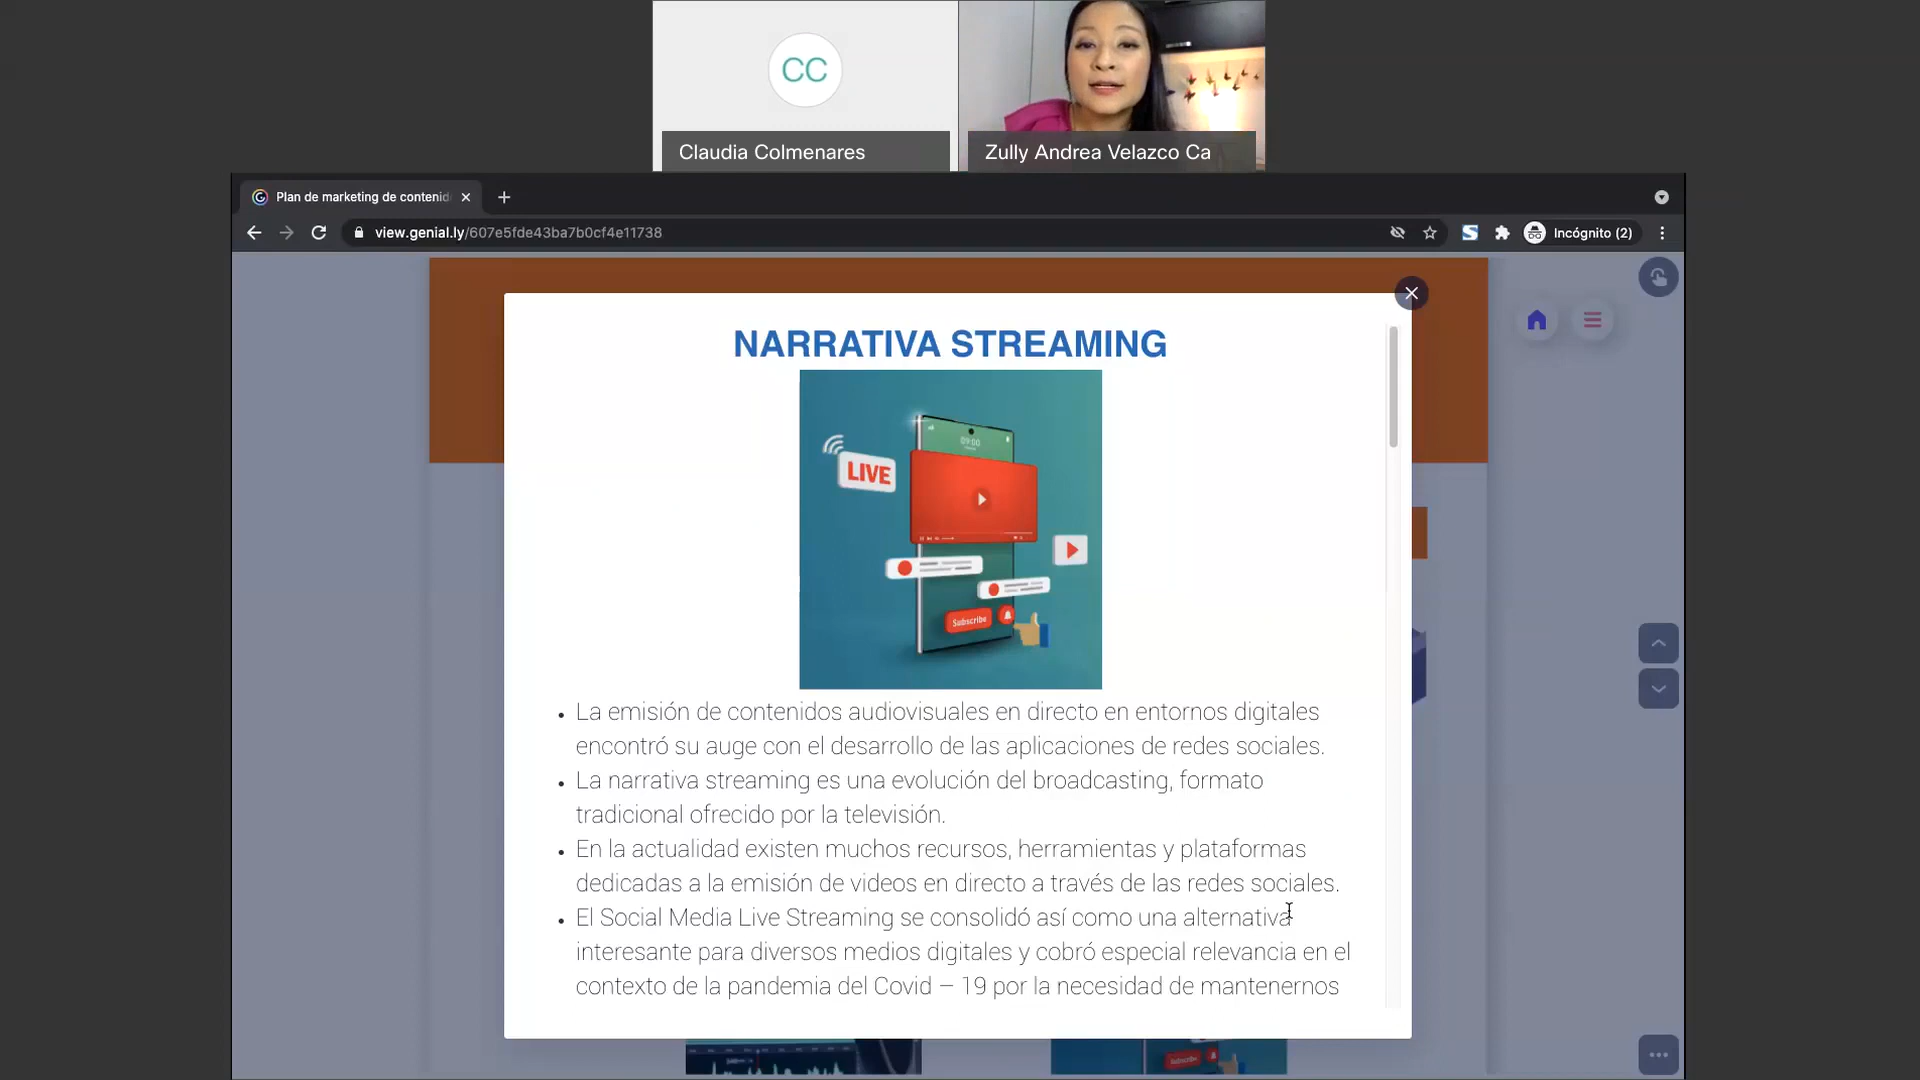 CC
Claudia Colmenares
Zully Andrea Velazco Ca
Plan de marketing de contenid
view.genial.ly/607e5fde43ba7b0cf4e11738
Incógnito (2)
NARRATIVA STREAMING
09:00
LIVE
Subscribe
La emisión de contenidos audiovisuales en directo en entornos digitales
encontró su auge con el desarrollo de las aplicaciones de redes sociales.
La narrativa streaming es una evolución del broadcasting, formato
tradicional ofrecido por la televisión.
En la actualidad existen muchos recursos, herramientas y plataformas
dedicadas a la emisión de videos en directo a través de las redes sociales.
El Social Media Live Streaming se consolidó así como una alternativa
interesante para diversos medios digitales y cobró especial relevancia en el
contexto de la pandemia del Covid – 19 por la necesidad de mantenernos
Subscribe